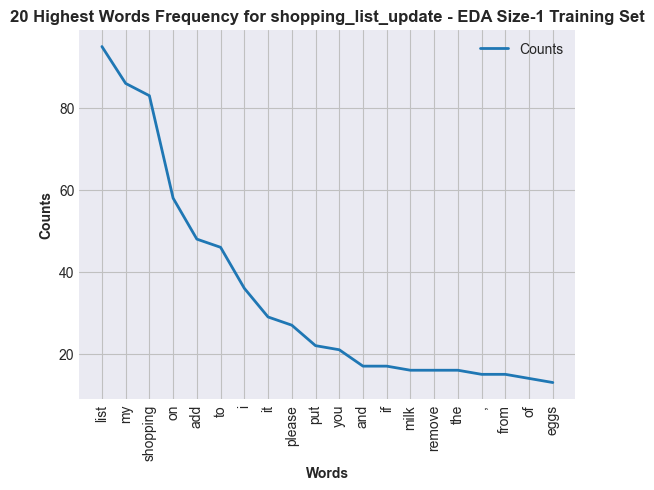 20 Highest Words Frequency for shopping_list_update - EDA Size-1 Training Set
Counts
80
60
40
20
Counts
list
my
shopping
on
add
to
i
it
please
put
you
and
if
milk
remove
the
,
from
of
eggs
Words